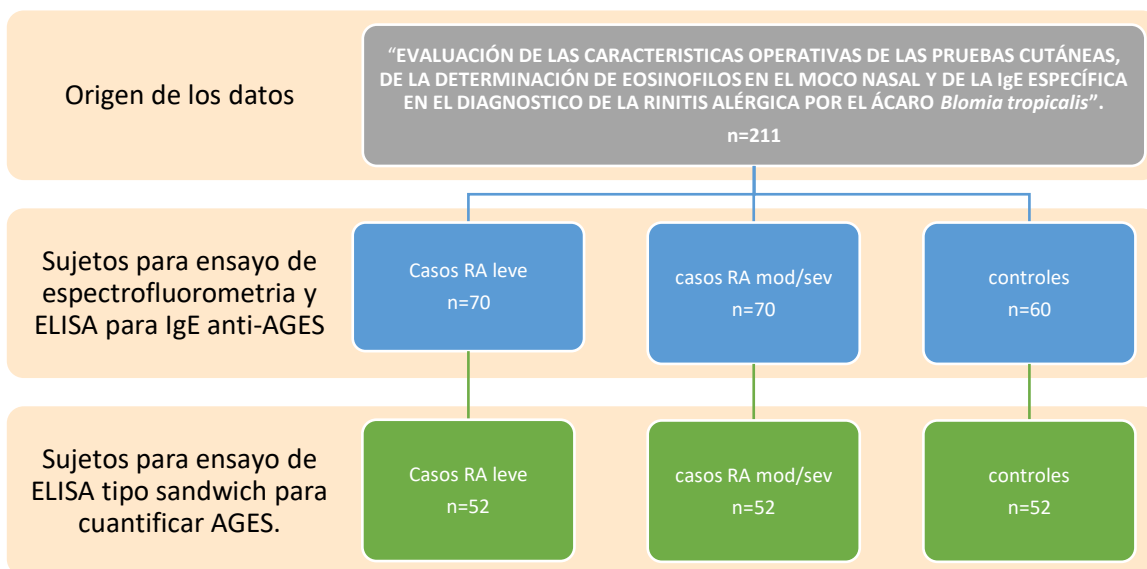 Origen de los datos
“EVALUACIÓN DE LAS CARACTERISTICAS OPERATIVAS DE LAS PRUEBAS CUTÁNEAS,
DE LA DETERMINACIÓN DE EOSINOFILOS EN EL MOCO NASAL Y DE LA IgE ESPECÍFICA
EN EL DIAGNOSTICO DE LA RINITIS ALÉRGICA POR EL ÁCARO Blomia tropicalis”.
n=211
Sujetos para ensayo de
espectrofluorometria y
ELISA para IgE anti-AGES
Casos RA leve
n=70
casos RA mod/sev
n=70
controles
n=60
Sujetos para ensayo de
ELISA tipo sandwich para
cuantificar AGES.
Casos RA leve
n=52
casos RA mod/sev
n=52
controles
n=52